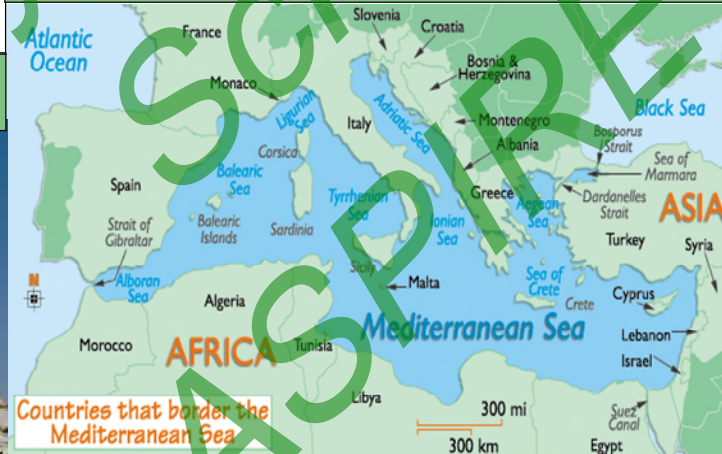 Atlantic
Ocean
France
Slovenia
Croatia
Bosnia &
Herzegovina
Monaco
Ligurian
Sea
Adriatic
Sea
Italy
Montenegro
Black Sea
Bosporus
Strait
Albania
Corsica
Sea of
Marmara
Spain
Balearic
Sea
Tyrrhenian
Sea
Greece
Aegean
Sea
Dardanelles
Strait
ASIA
Strait of
Gibraltar
Balearic
Islands
Sardinia
Ionian
Sea
Turkey
Syria
Sicily
N
Alboran
Sea
Algeria
Malta
Sea of
Crete
Crete
Cyprus
Mediterranean Sea
Lebanon
Morocco
AFRICA
Tunisia
Israel
Libya
Countries that border the
Mediterranean Sea
300 mi
300 km
Suez
Canal
Egypt
ASPIRE